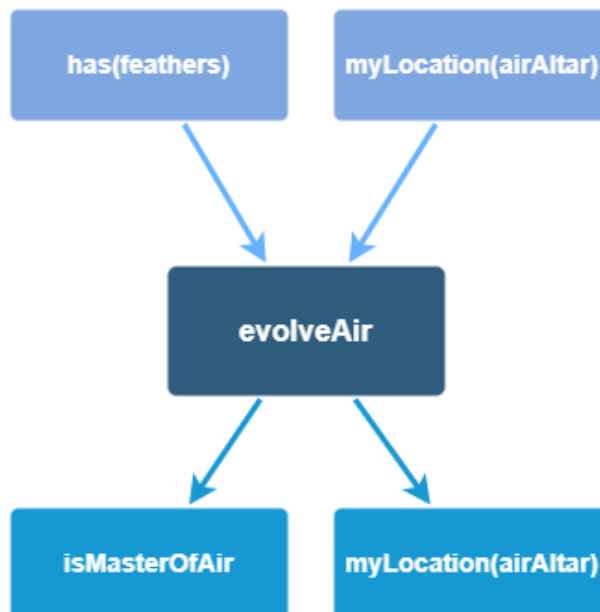 has(feathers)
myLocation(airAltar)
evolveAir
isMasterOfAir
myLocation(airAltar)